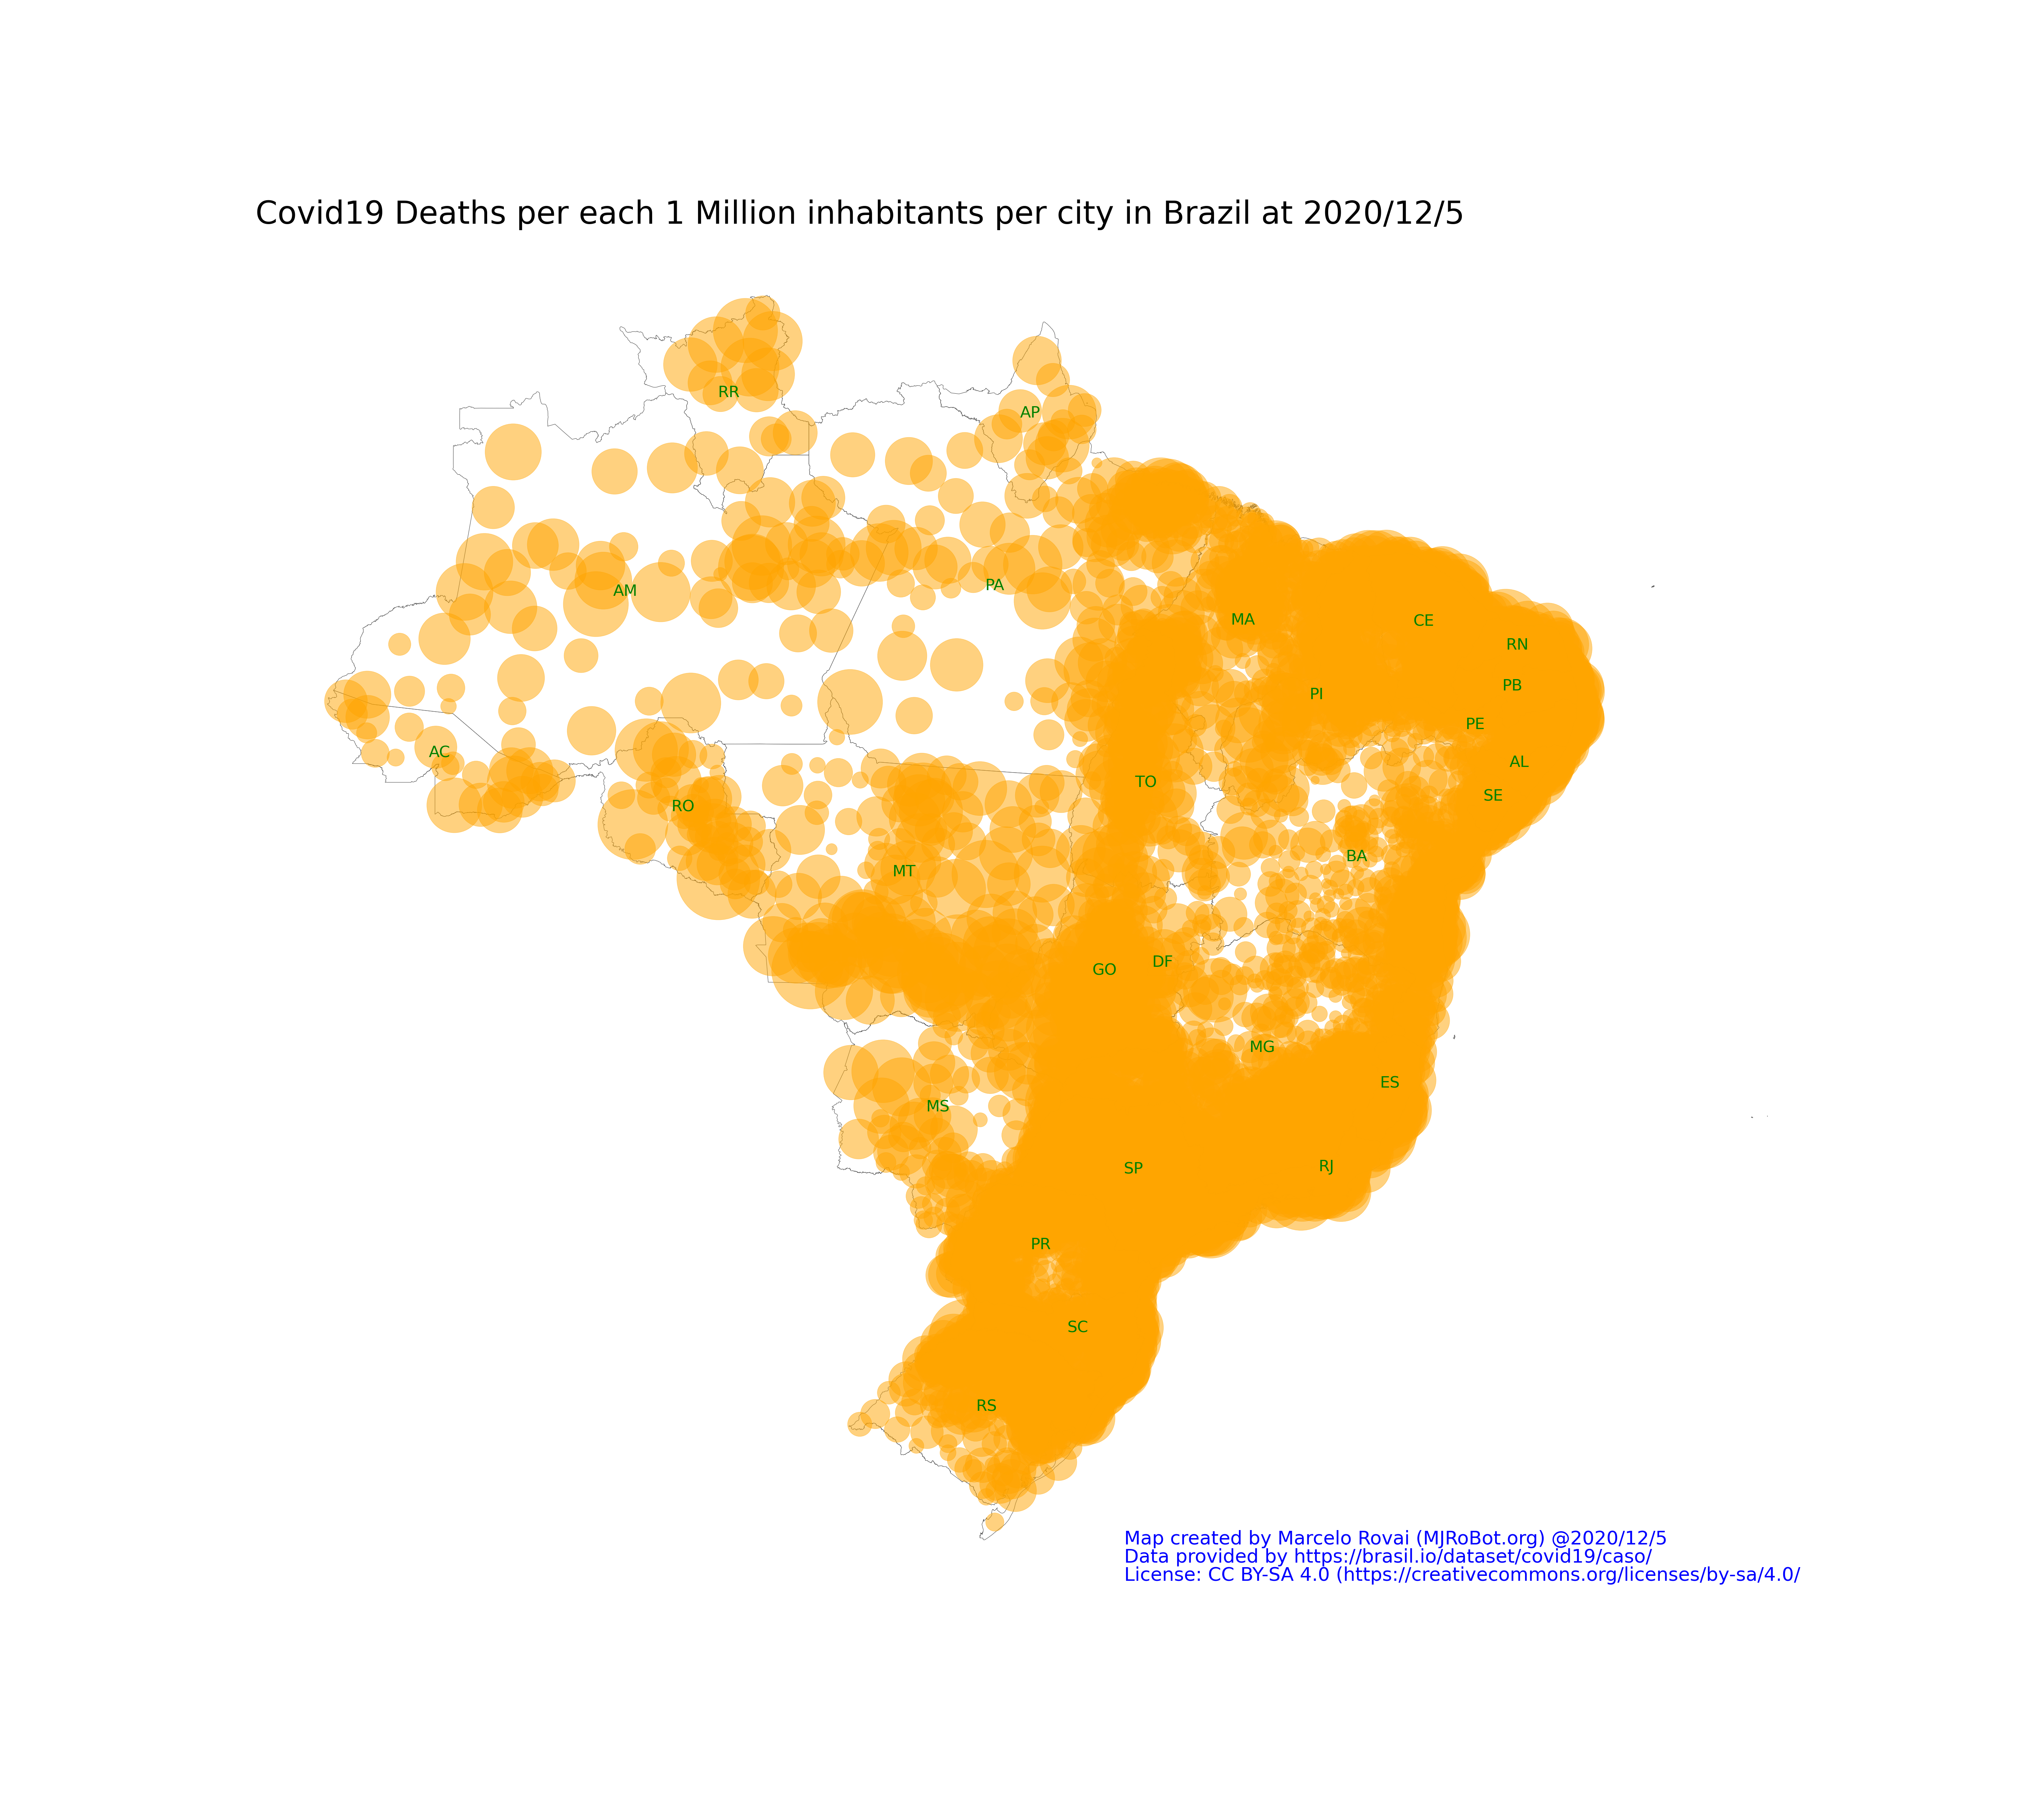 Covid19 Deaths per each 1 Million inhabitants per city in Brazil at 2020/12/5
RR
AP
AM
PA
MA
CE
RN
PI
PB
PE
AC
AL
TO
SE
RO
BA
MT
DF
GO
MG
ES
MS
RJ
SP
PR
SC
RS
Map created by Marcelo Rovai (MJRoBot.org) @2020/12/5
Data provided by https://brasil.io/dataset/covid19/caso/
License: CC BY-SA 4.0 (https://creativecommons.org/licenses/by-sa/4.0/